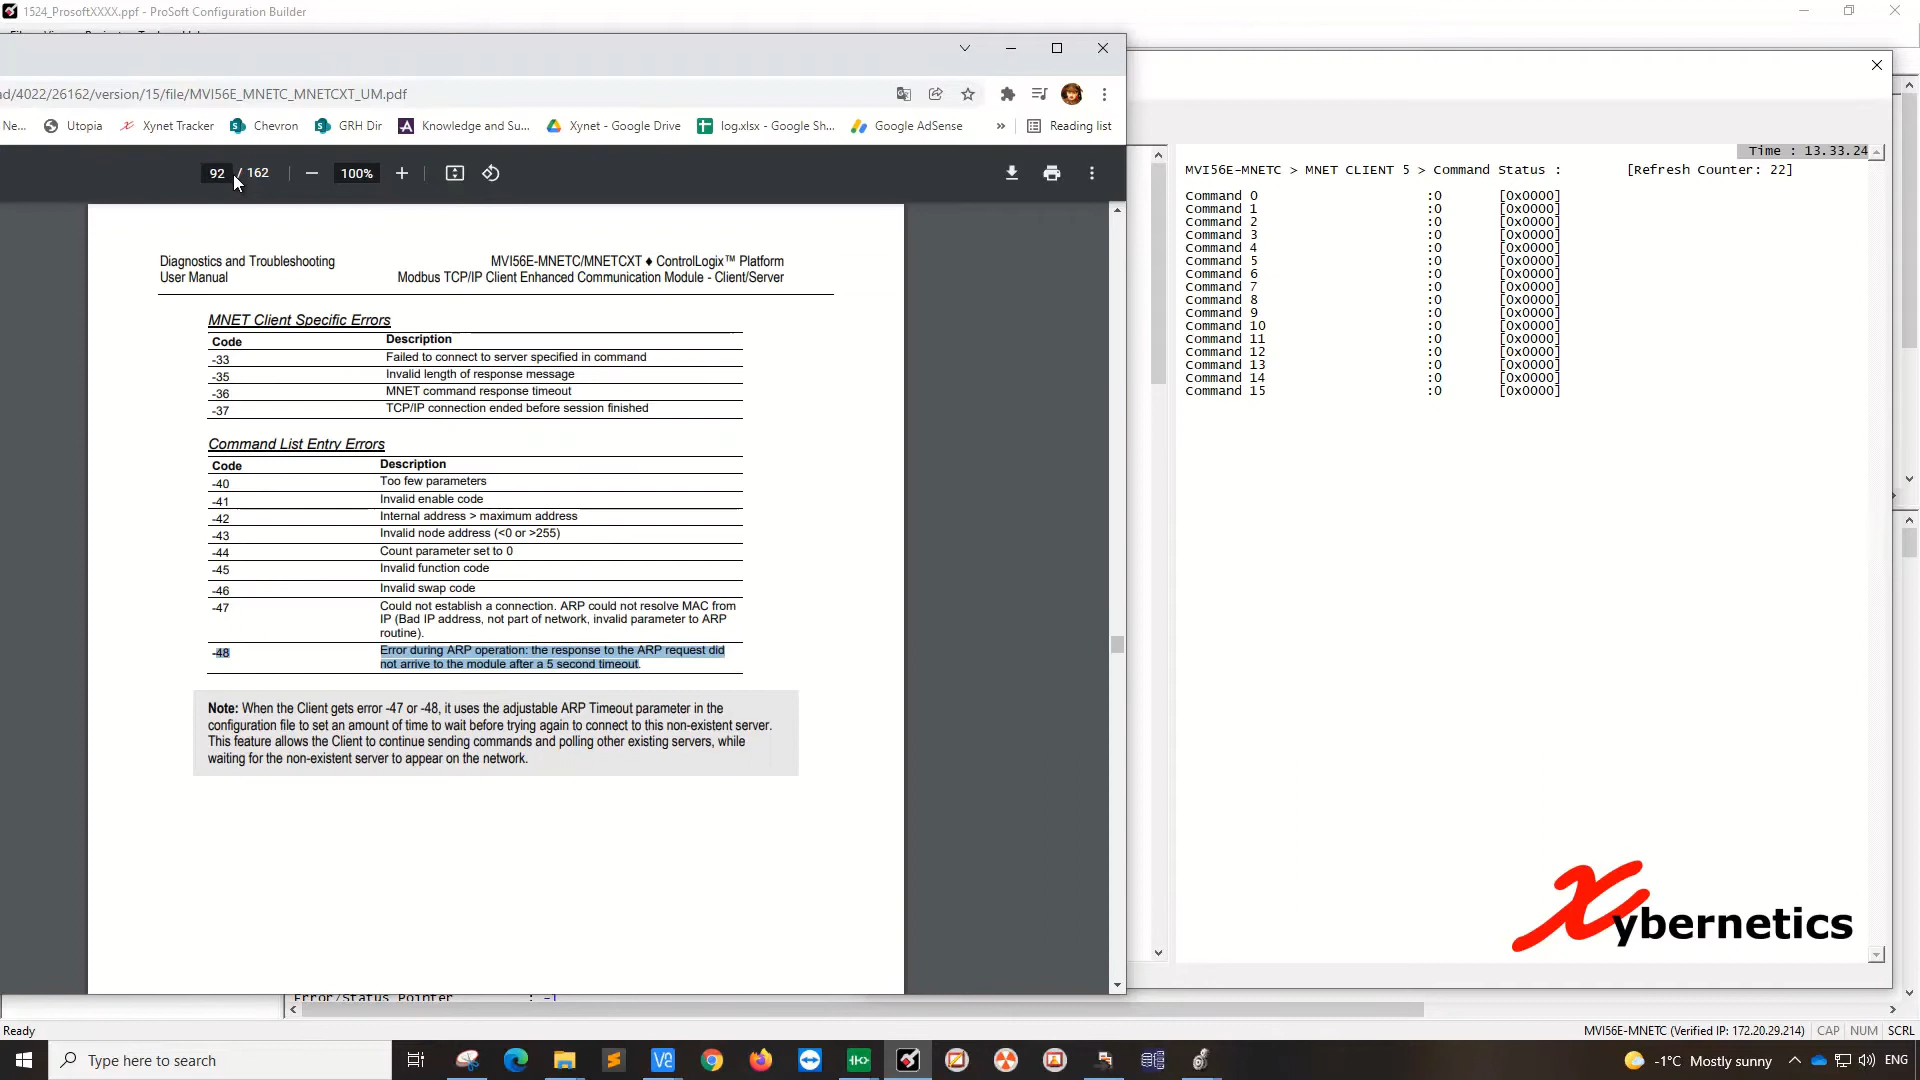 1524_ProsoftXXXX.ppf - ProSoft Configuration Builder
ad/4022/26162/version/15/file/MVI56E_MNETC_MNETCXT_UM.pdf
Ne... Utopia Xynet Tracker Chevron GRH Dir Knowledge and Su... Xynet - Google Drive log.xlsx - Google Sh... Google AdSense » Reading list
92 / 162 100%
Diagnostics and Troubleshooting MVI56E-MNETC/MNETCXT ♦ ControlLogix™ Platform
User Manual Modbus TCP/IP Client Enhanced Communication Module - Client/Server
MNET Client Specific Errors
Code Description
-33 Failed to connect to server specified in command
-35 Invalid length of response message
-36 MNET command response timeout
-37 TCP/IP connection ended before session finished
Command List Entry Errors
Code Description
-40 Too few parameters
-41 Invalid enable code
-42 Internal address > maximum address
-43 Invalid node address (<0 or >255)
-44 Count parameter set to 0
-45 Invalid function code
-46 Invalid swap code
-47 Could not establish a connection. ARP could not resolve MAC from
IP (Bad IP address, not part of network, invalid parameter to ARP
routine).
-48 Error during ARP operation: the response to the ARP request did
not arrive to the module after a 5 second timeout.
Note: When the Client gets error -47 or -48, it uses the adjustable ARP Timeout parameter in the
configuration file to set an amount of time to wait before trying again to connect to this non-existent server.
This feature allows the Client to continue sending commands and polling other existing servers, while
waiting for the non-existent server to appear on the network.
Time : 13.33.24
MVI56E-MNETC > MNET CLIENT 5 > Command Status : [Refresh Counter: 22]
Command 0 :0 [0x0000]
Command 1 :0 [0x0000]
Command 2 :0 [0x0000]
Command 3 :0 [0x0000]
Command 4 :0 [0x0000]
Command 5 :0 [0x0000]
Command 6 :0 [0x0000]
Command 7 :0 [0x0000]
Command 8 :0 [0x0000]
Command 9 :0 [0x0000]
Command 10 :0 [0x0000]
Command 11 :0 [0x0000]
Command 12 :0 [0x0000]
Command 13 :0 [0x0000]
Command 14 :0 [0x0000]
Command 15 :0 [0x0000]
Xybernetics
Error/Status Pointer : -1
Ready MVI56E-MNETC (Verified IP: 172.20.29.214) CAP NUM SCRL
Type here to search -1°C Mostly sunny ENG